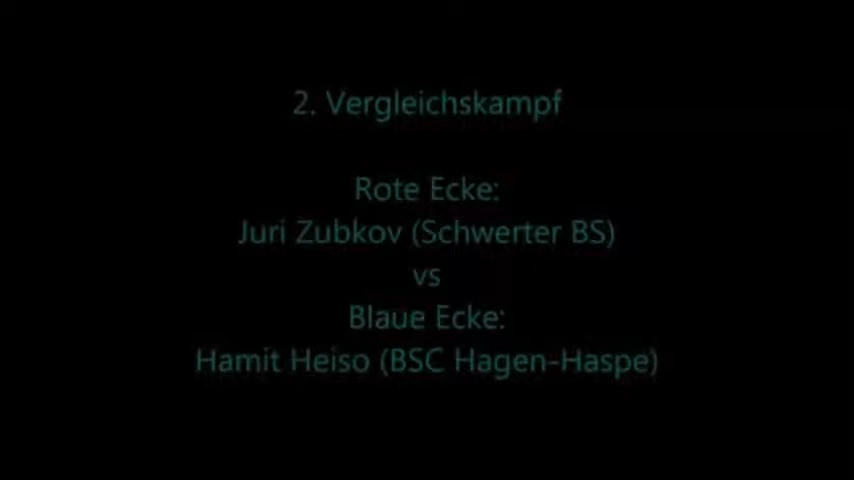 2. Vergleichskampf
Rote Ecke:
Juri Zubkov (Schwerter BS)
vs
Blaue Ecke:
Hamit Heiso (BSC Hagen-Haspe)